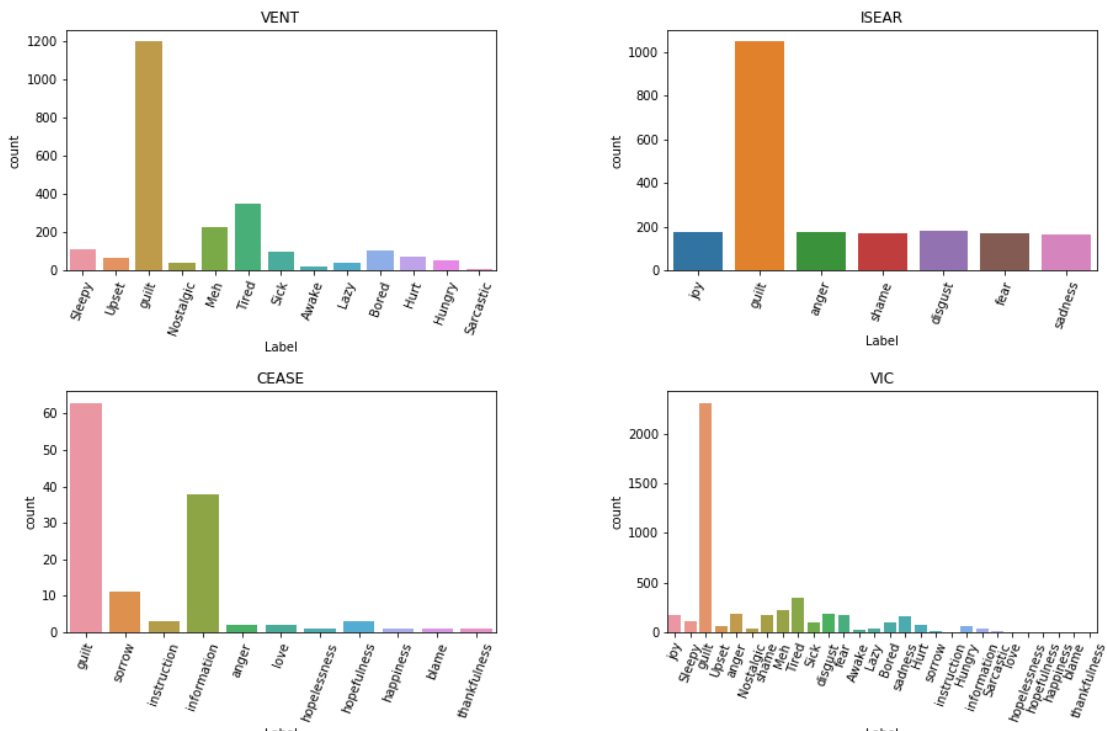 VENT
1200
1000
800
600
400
200
0
count
Sleepy
Upset
guilt
Nostalgic
Meh
Tired
Sick
Awake
Lazy
Bored
Hurt
Hungry
Sarcastic
Label
ISEAR
1000
800
600
400
200
0
count
joy
guilt
anger
shame
disgust
fear
sadness
Label
CEASE
60
50
40
30
20
10
0
count
guilt
sorrow
instruction
information
anger
love
hopelessness
hopefulness
happiness
blame
thankfulness
Label
VIC
2000
1500
1000
500
0
count
joy
Sleepy
guilt
Upset
anger
Nostalgic
shame
Meh
Tired
Sick
disgust
fear
Awake
Lazy
Bored
sadness
Hurt
sorrow
instruction
Hungry
information
Sarcastic
love
hopelessness
hopefulness
happiness
blame
thankfulness
Label